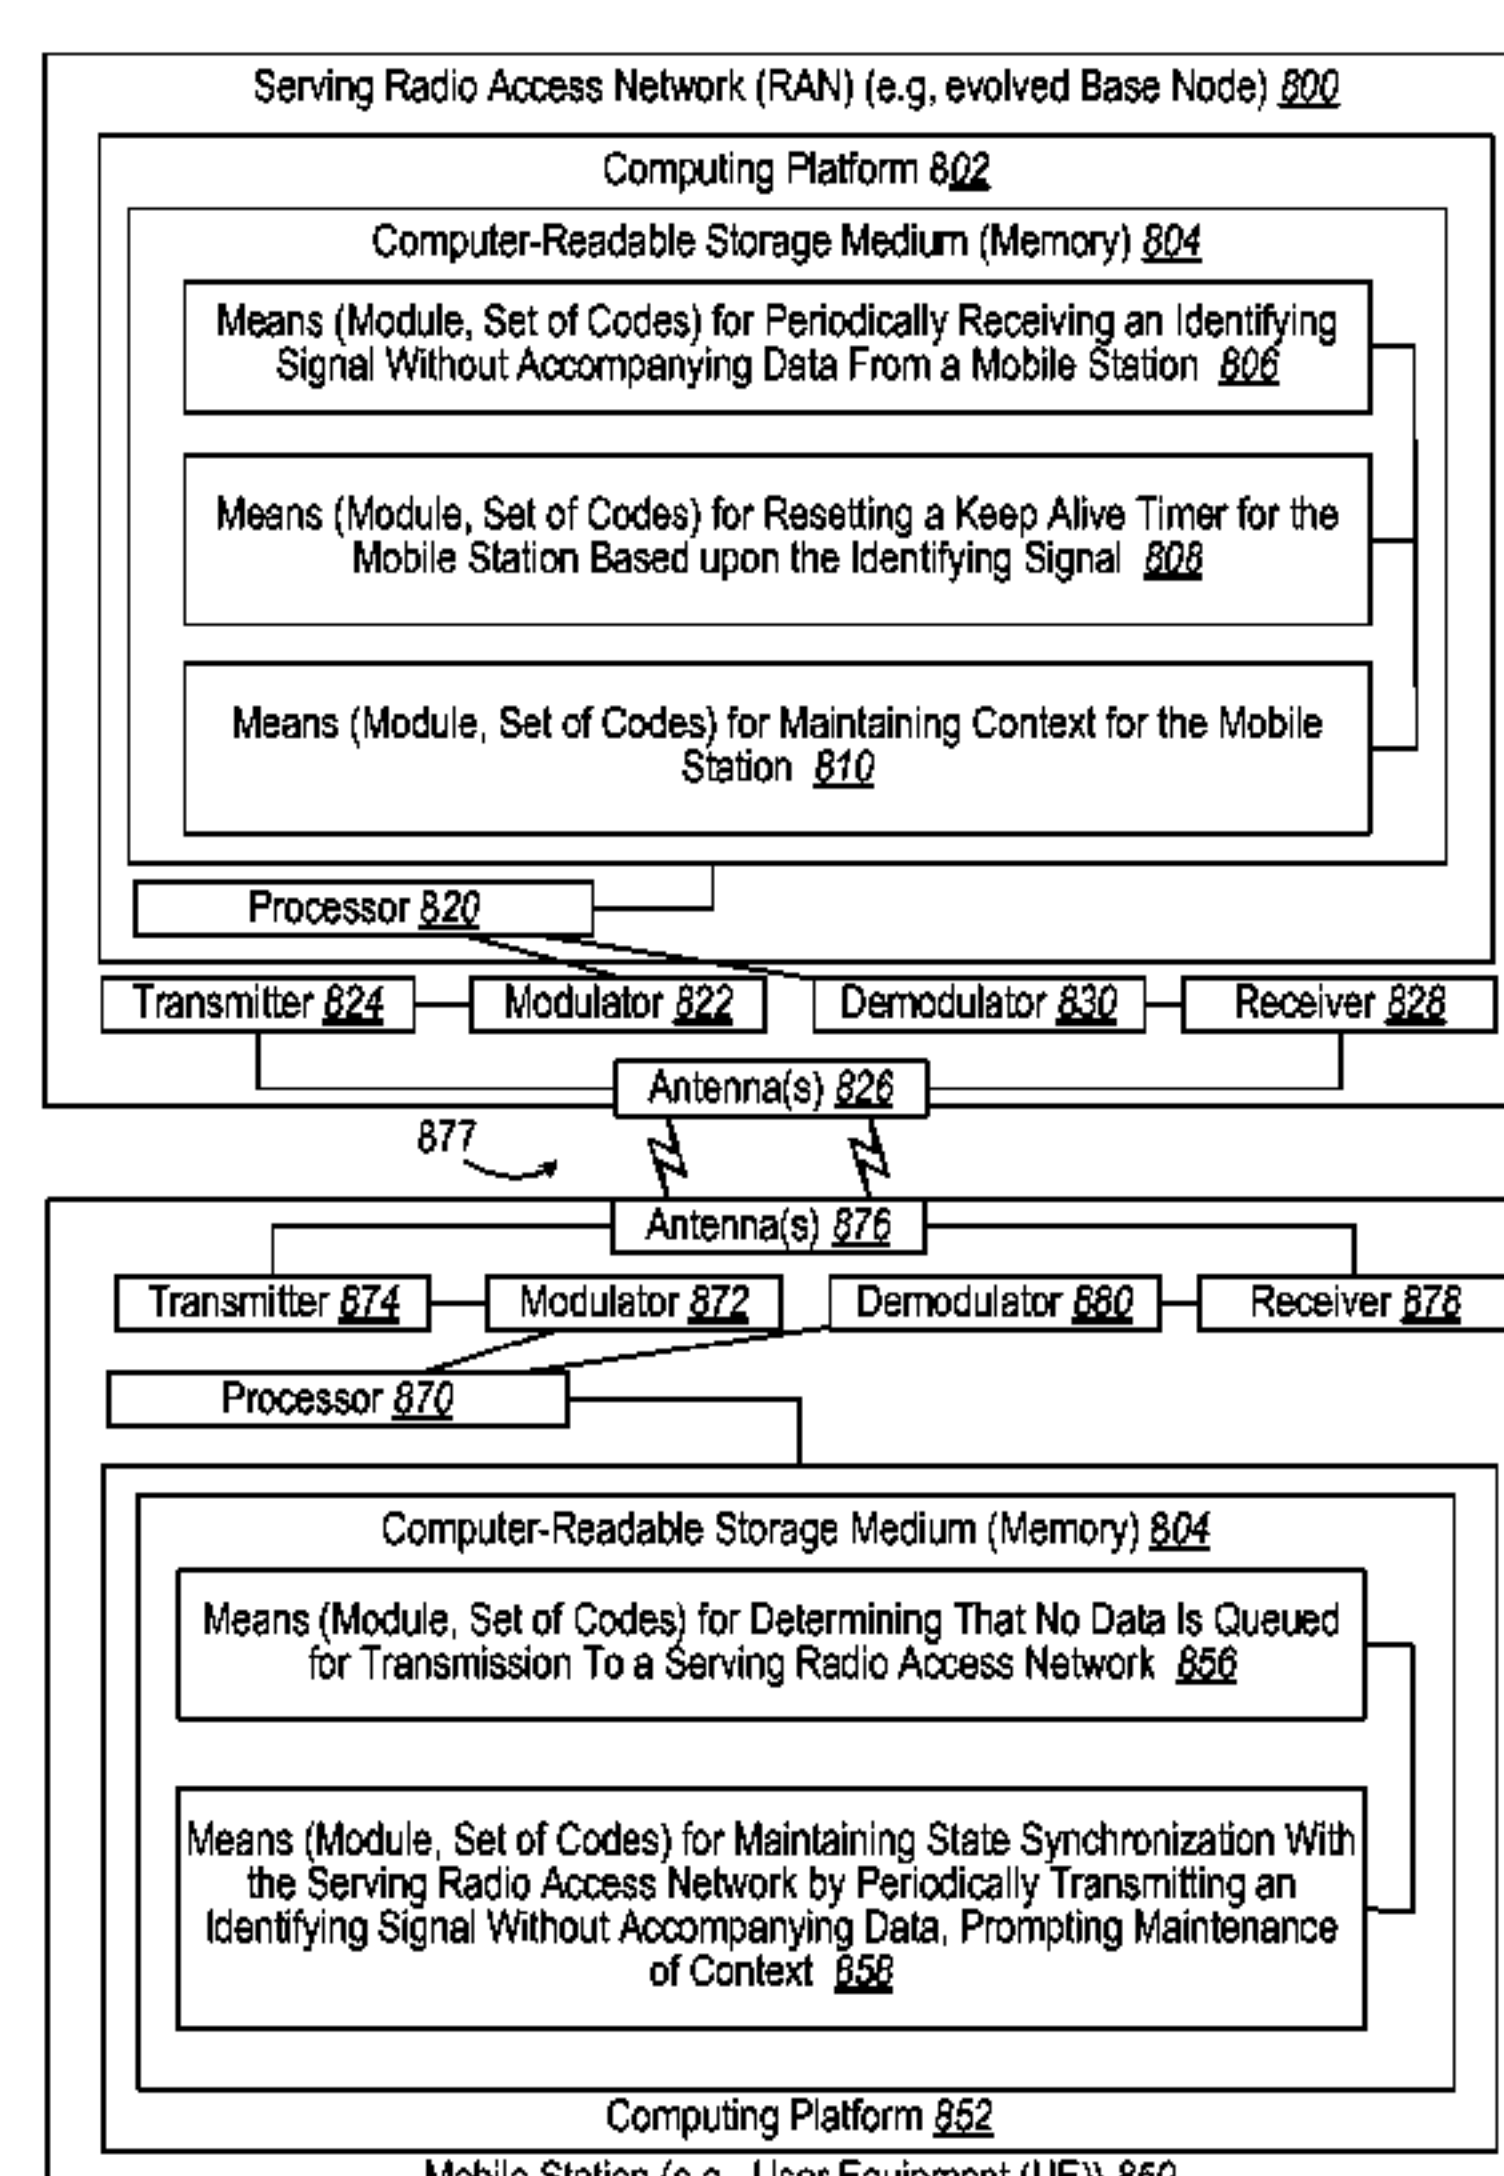 Serving Radio Access Network (RAN) (e.g, evolved Base Node) 800
Computing Platform 802
Computer-Readable Storage Medium (Memory) 804
Means (Module, Set of Codes) for Periodically Receiving an Identifying
Signal Without Accompanying Data From a Mobile Station 806
Means (Module, Set of Codes) for Resetting a Keep Alive Timer for the
Mobile Station Based upon the Identifying Signal 808
Means (Module, Set of Codes) for Maintaining Context for the Mobile
Station 810
Processor 820
Transmitter 824 Modulator 822 Demodulator 830 Receiver 828
Antenna(s) 826
877
Antenna(s) 876
Transmitter 874 Modulator 872 Demodulator 880 Receiver 878
Processor 870
Computer-Readable Storage Medium (Memory) 804
Means (Module, Set of Codes) for Determining That No Data Is Queued
for Transmission To a Serving Radio Access Network 856
Means (Module, Set of Codes) for Maintaining State Synchronization With
the Serving Radio Access Network by Periodically Transmitting an
Identifying Signal Without Accompanying Data, Prompting Maintenance
of Context 858
Computing Platform 852
Mobile Station (e.g., User Equipment (UE)) 850